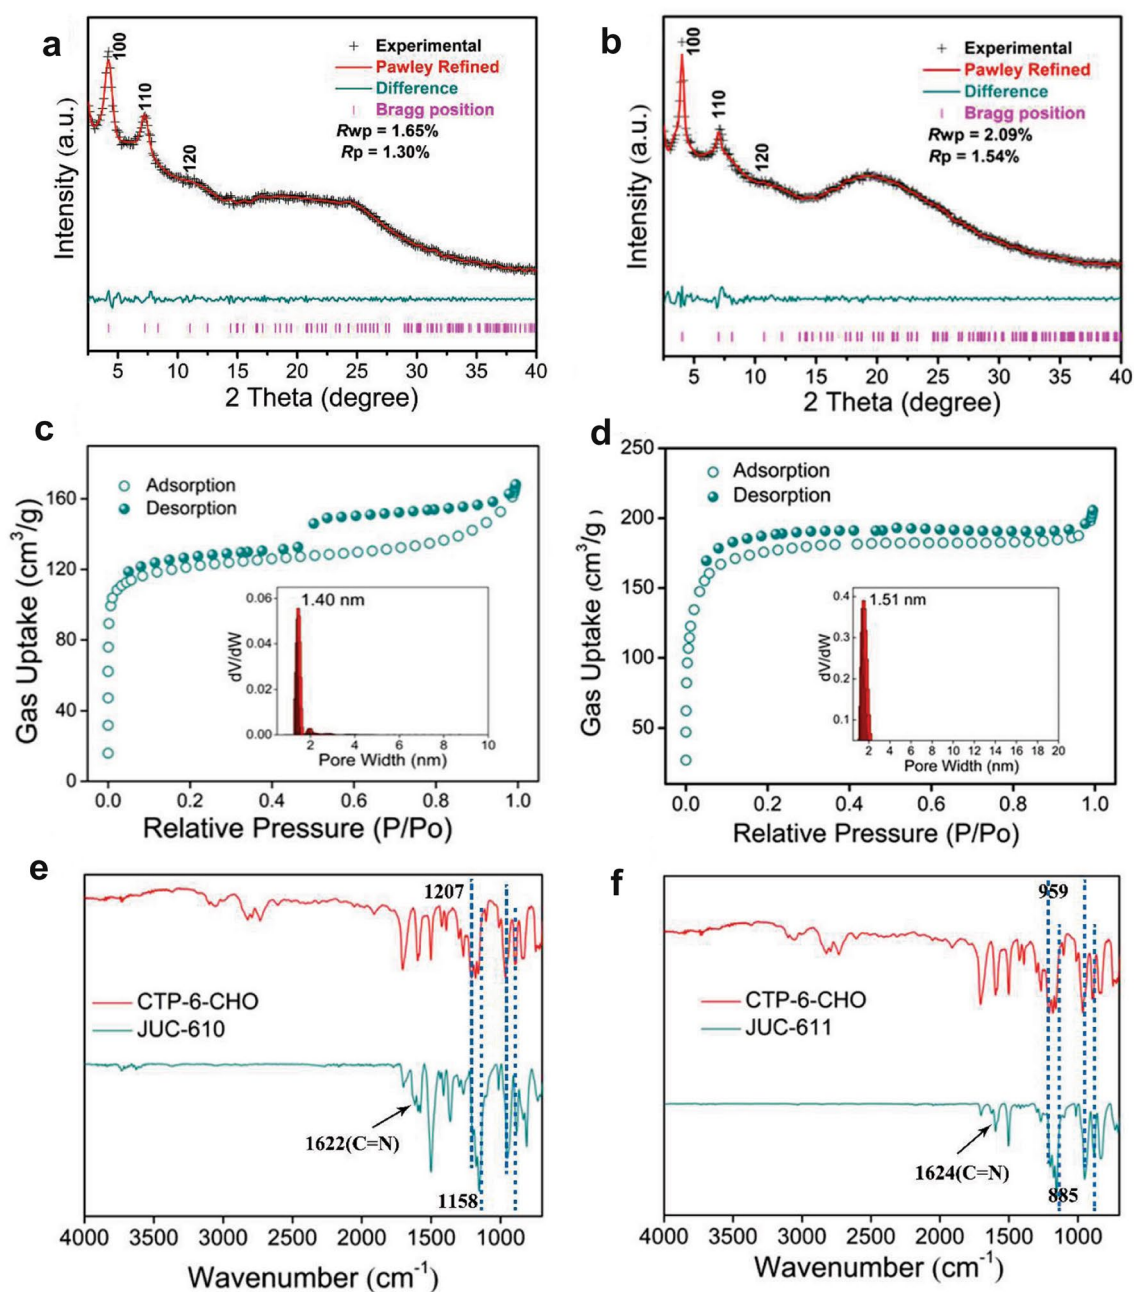 a
100
110
120
Experimental
Pawley Refined
Difference
Bragg position
Rwp = 1.65%
Rp = 1.30%
Intensity (a.u.)
5 10 15 20 25 30 35 40
2 Theta (degree)
b
100
110
120
Experimental
Pawley Refined
Difference
Bragg position
Rwp = 2.09%
Rp = 1.54%
Intensity (a.u.)
5 10 15 20 25 30 35 40
2 Theta (degree)
c
Adsorption
Desorption
160
120
80
40
0
Gas Uptake (cm³/g)
1.40 nm
0.06
0.04
0.02
0.00
dV/dW
2 4 6 8 10
Pore Width (nm)
0.0 0.2 0.4 0.6 0.8 1.0
Relative Pressure (P/Po)
d
Adsorption
Desorption
250
200
150
100
50
Gas Uptake (cm³/g )
1.51 nm
0.4
0.3
0.2
0.1
dV/dW
2 4 6 8 10 12 14 16 18 20
Pore Width (nm)
0.0 0.2 0.4 0.6 0.8 1.0
Relative Pressure (P/Po)
e
1207
CTP-6-CHO
JUC-610
1622(C=N)
1158
4000 3500 3000 2500 2000 1500 1000
Wavenumber (cm⁻¹)
f
959
CTP-6-CHO
JUC-611
1624(C=N)
885
4000 3500 3000 2500 2000 1500 1000
Wavenumber (cm⁻¹)